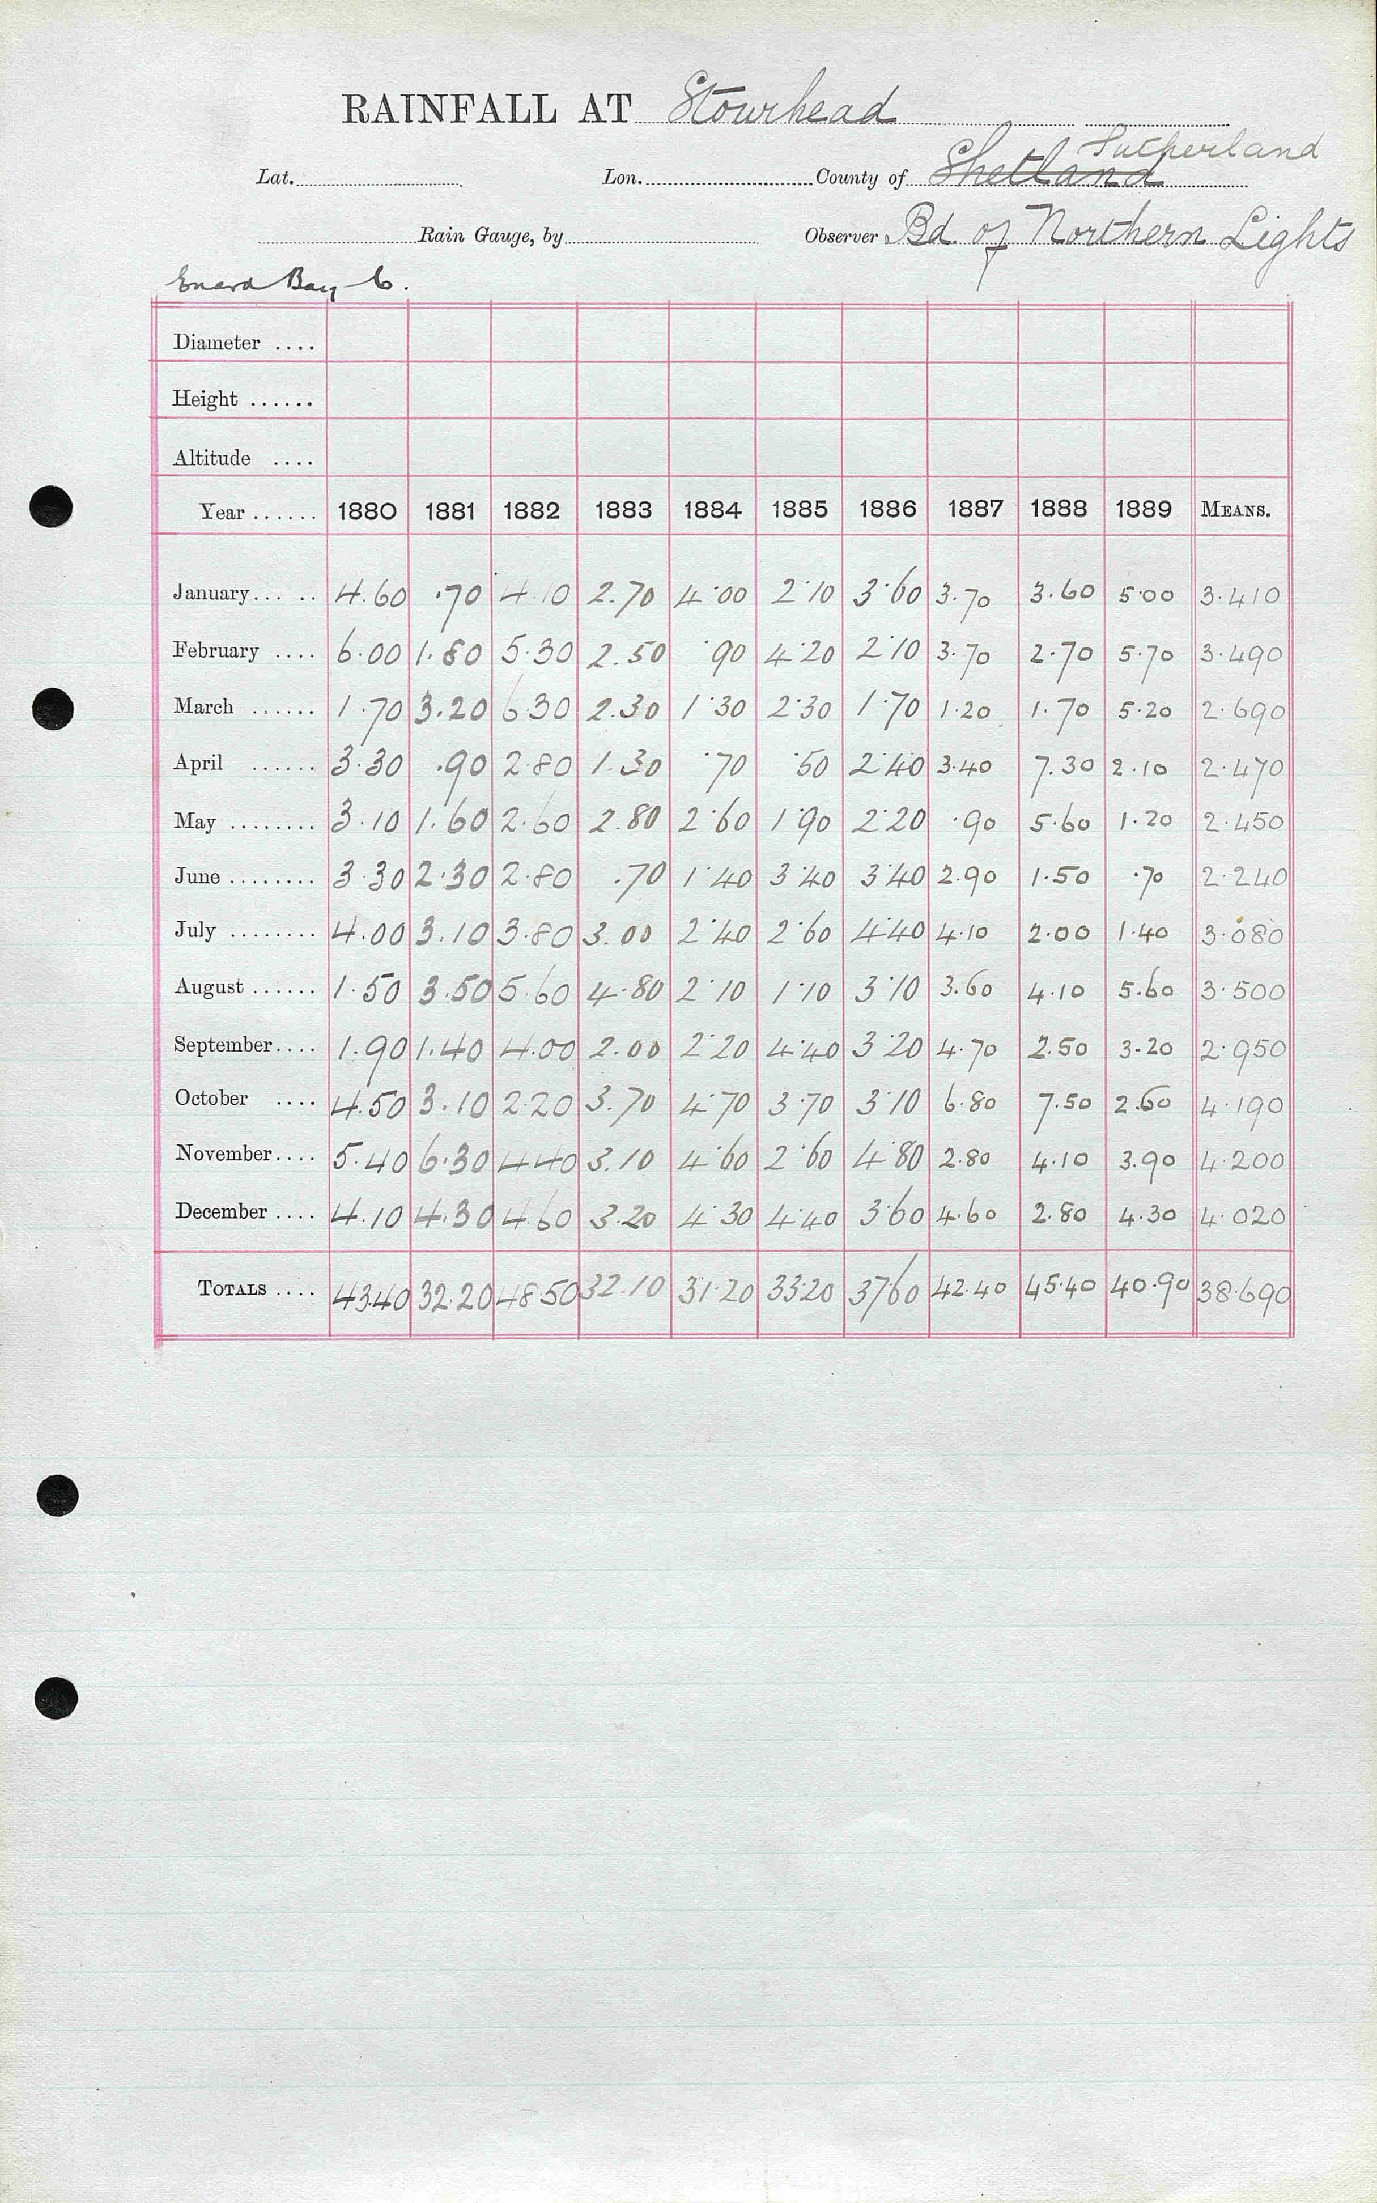 RAINFALL AT Stourhead
Sutherland
Lat. Lon. County of Shetland
Rain Gauge, by Observer Bd. of Northern Lights
Enard Bay 6.
Diameter ....
Height ......
Altitude ....
Year ...... 1880 1881 1882 1883 1884 1885 1886 1887 1888 1889 MEANS.
January... .. 4.60 .70 4.10 2.70 4.00 2.10 3.60 3.70 3.60 5.00 3.410
February .... 6.00 1.80 5.30 2.50 .90 4.20 2.10 3.70 2.70 5.70 3.490
March ...... 1.70 3.20 6.30 2.30 1.30 2.30 1.70 1.20 1.70 5.20 2.690
April ...... 3.30 .90 2.80 1.30 .70 .50 2.40 3.40 7.30 2.10 2.470
May ........ 3.10 1.60 2.60 2.80 2.60 1.90 2.20 .90 5.60 1.20 2.450
June ........ 3.30 2.30 2.80 .70 1.40 3.40 3.40 2.90 1.50 .70 2.240
July ........ 4.00 3.10 3.80 3.00 2.40 2.60 4.40 4.10 2.00 1.40 3.080
August ...... 1.50 3.50 5.60 4.80 2.10 1.10 3.10 3.60 4.10 5.60 3.500
September.... 1.90 1.40 4.00 2.00 2.20 4.40 3.20 4.70 2.50 3.20 2.950
October .... 4.50 3.10 2.20 3.70 4.70 3.70 3.10 6.80 7.50 2.60 4.190
November.... 5.40 6.30 4.40 3.10 4.60 2.60 4.80 2.80 4.10 3.90 4.200
December .... 4.10 4.30 4.60 3.20 4.30 4.40 3.60 4.60 2.80 4.30 4.020
TOTALS .... 43.40 32.20 48.50 32.10 31.20 33.20 37.60 42.40 45.40 40.90 38.690